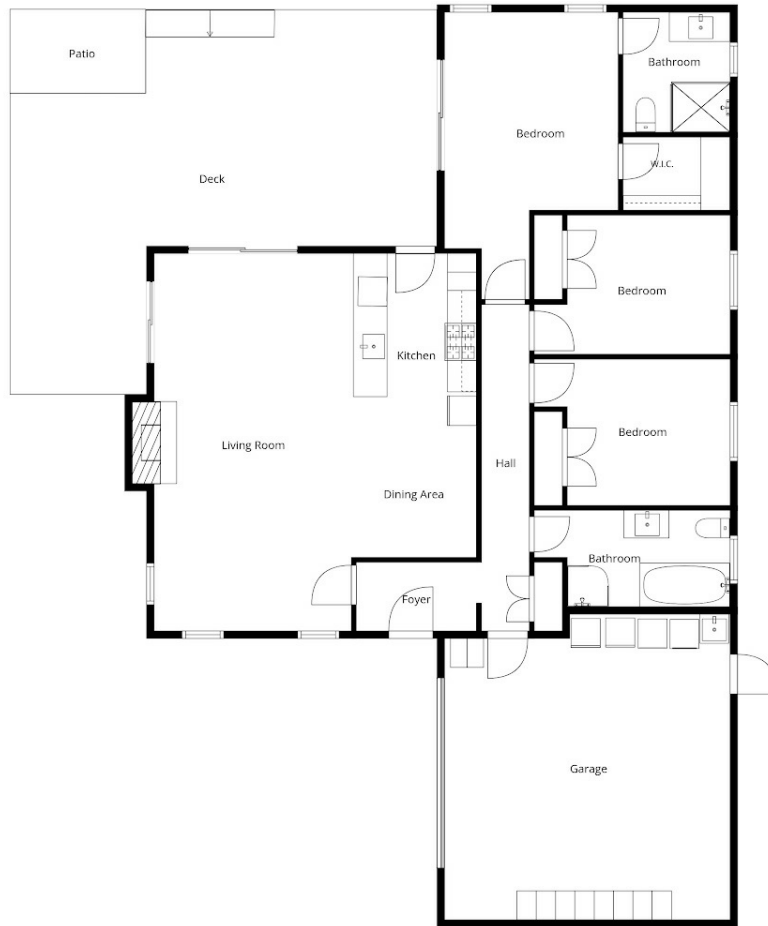 Patio
Bathroom
Bedroom
W.I.C.
Deck
Bedroom
Kitchen
Bedroom
Living Room
Hall
Dining Area
Bathroom
Foyer
Garage